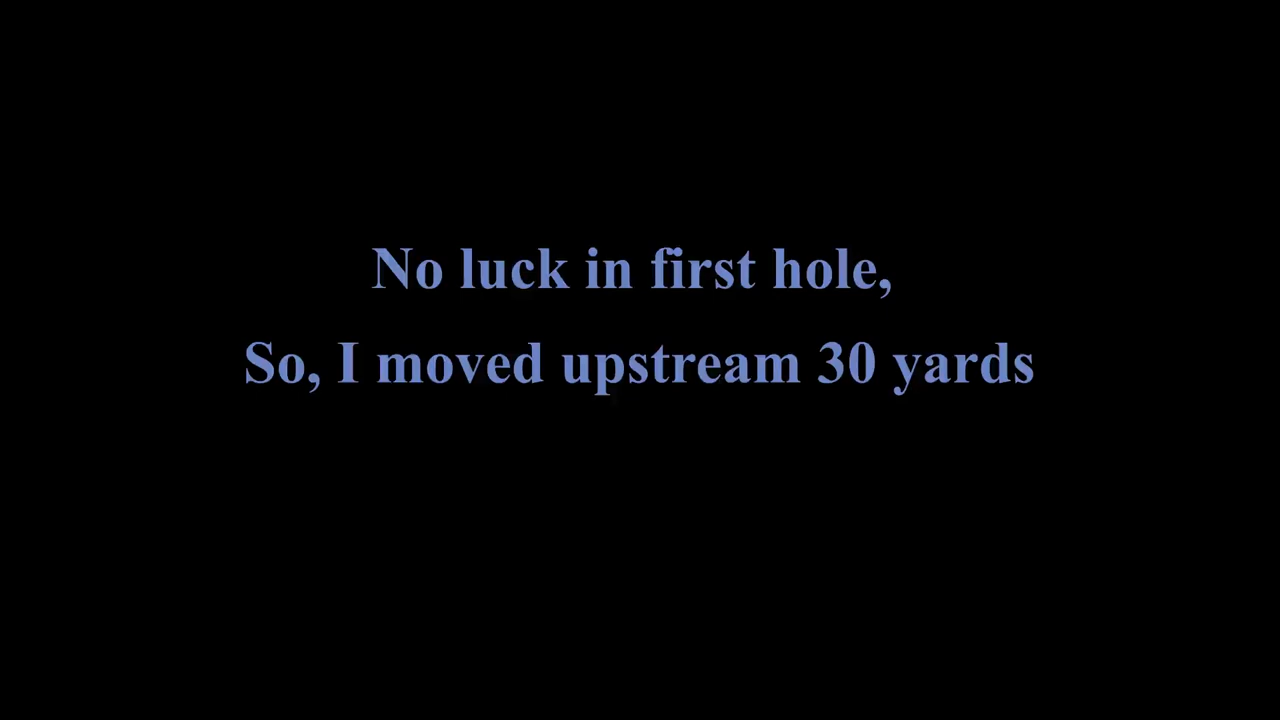 No luck in first hole,
So, I moved upstream 30 yards